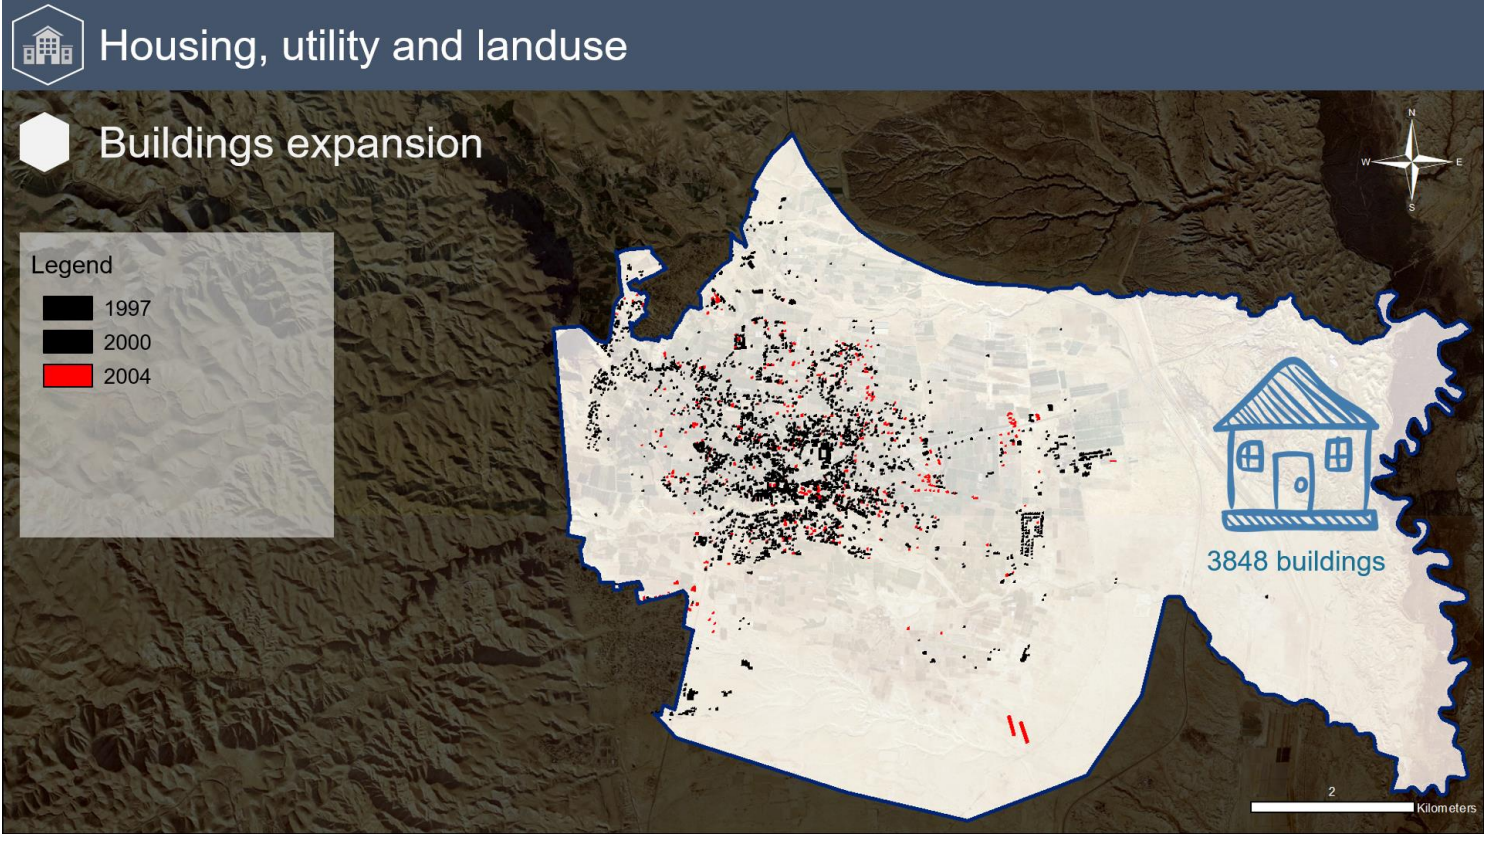 Housing, utility and landuse
Buildings expansion
Legend
1997
2000
2004
N
W
E
S
3848 buildings
2
Kilometers